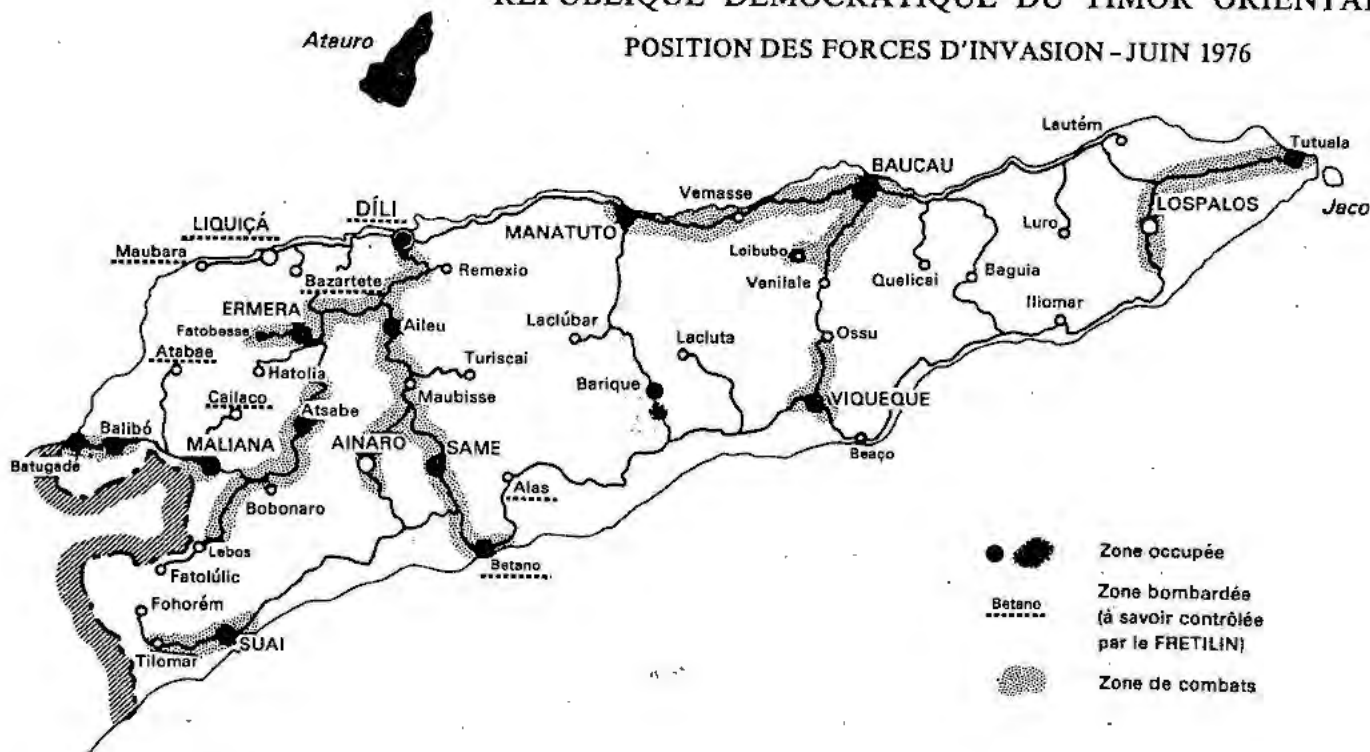 REPUBLIQUE DEMOCRATIQUE DU TIMOR ORIENTAL
POSITION DES FORCES D'INVASION – JUIN 1976
Atauro
Lautém
Tutuala
BAUCAU
Vemasse
DÍLI
LIQUIÇÁ
MANATUTO
Luro
LOSPALOS
Jaco
Maubara
Loibubo
Bazartete
Remexio
Venilale
Quelicai
Baguia
ERMERA
Iliomar
Fatobesse
Aileu
Laclúbar
Lacluta
Ossu
Atabae
Hatolia
Turiscai
Barique
Cailaco
Maubisse
VIQUEQUE
Atsabe
Balibó
MALIANA
AINARO
SAME
Beaço
Batugade
Alas
Bobonaro
Lebos
Zone occupée
Betano
Fatolúlic
Betano
Zone bombardée
(à savoir contrôlée
par le FRETILIN)
Fohorém
SUAI
Tilomar
Zone de combats